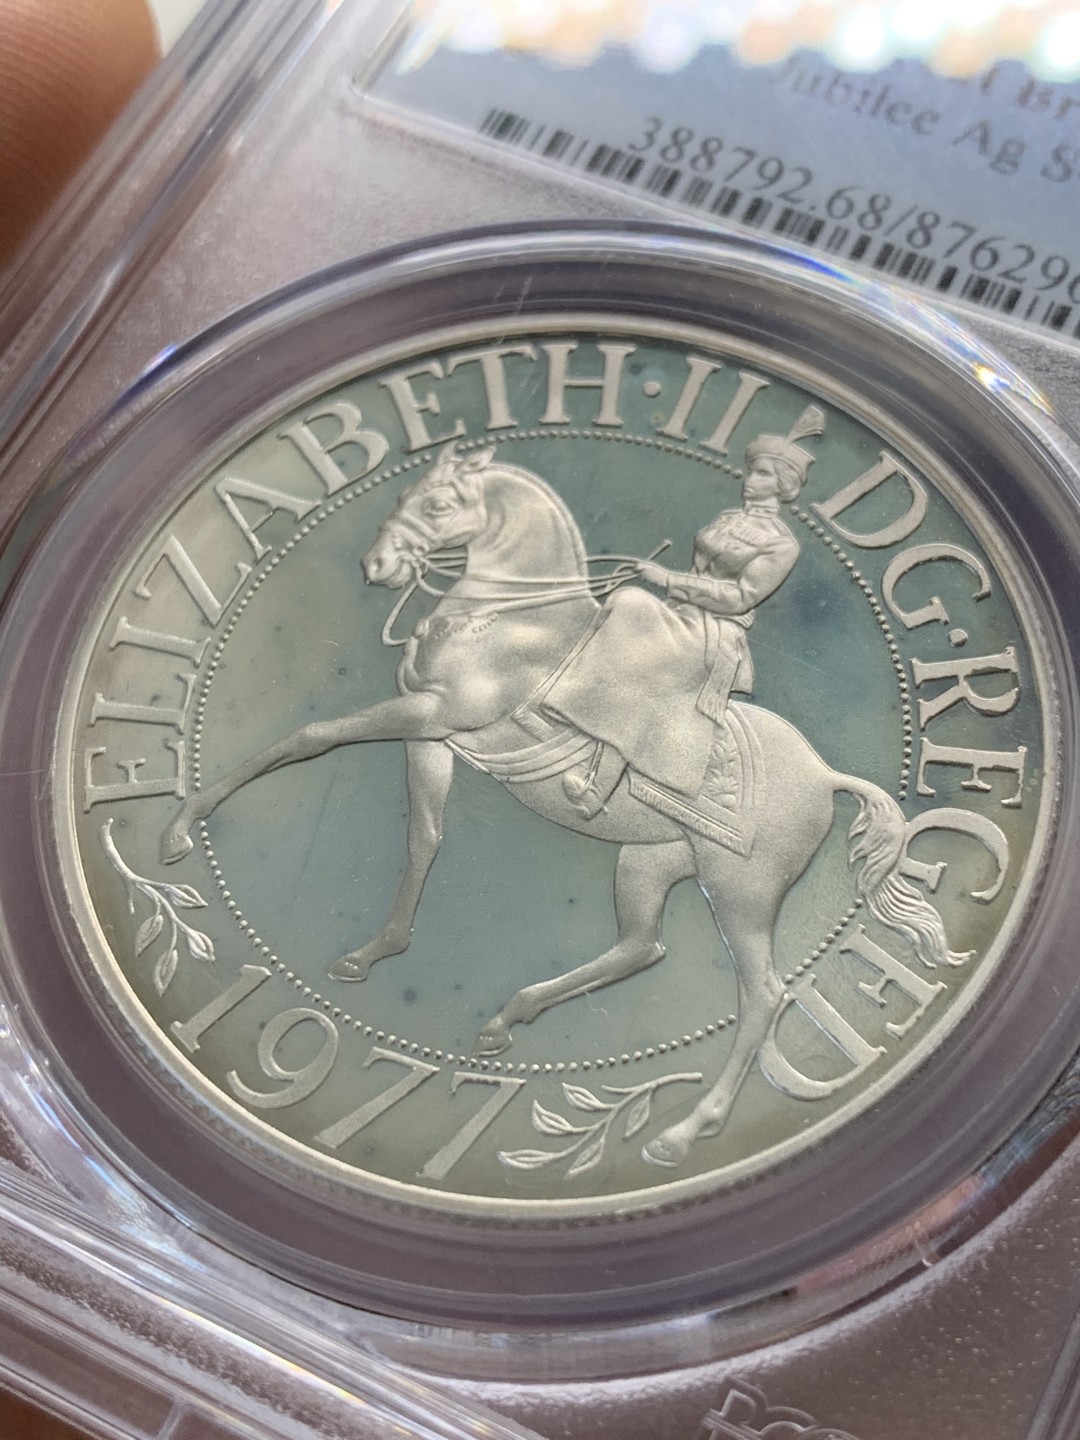 Jubilee Ag
388792.68/876296
ELIZABETH·II DG·REG FD 1977